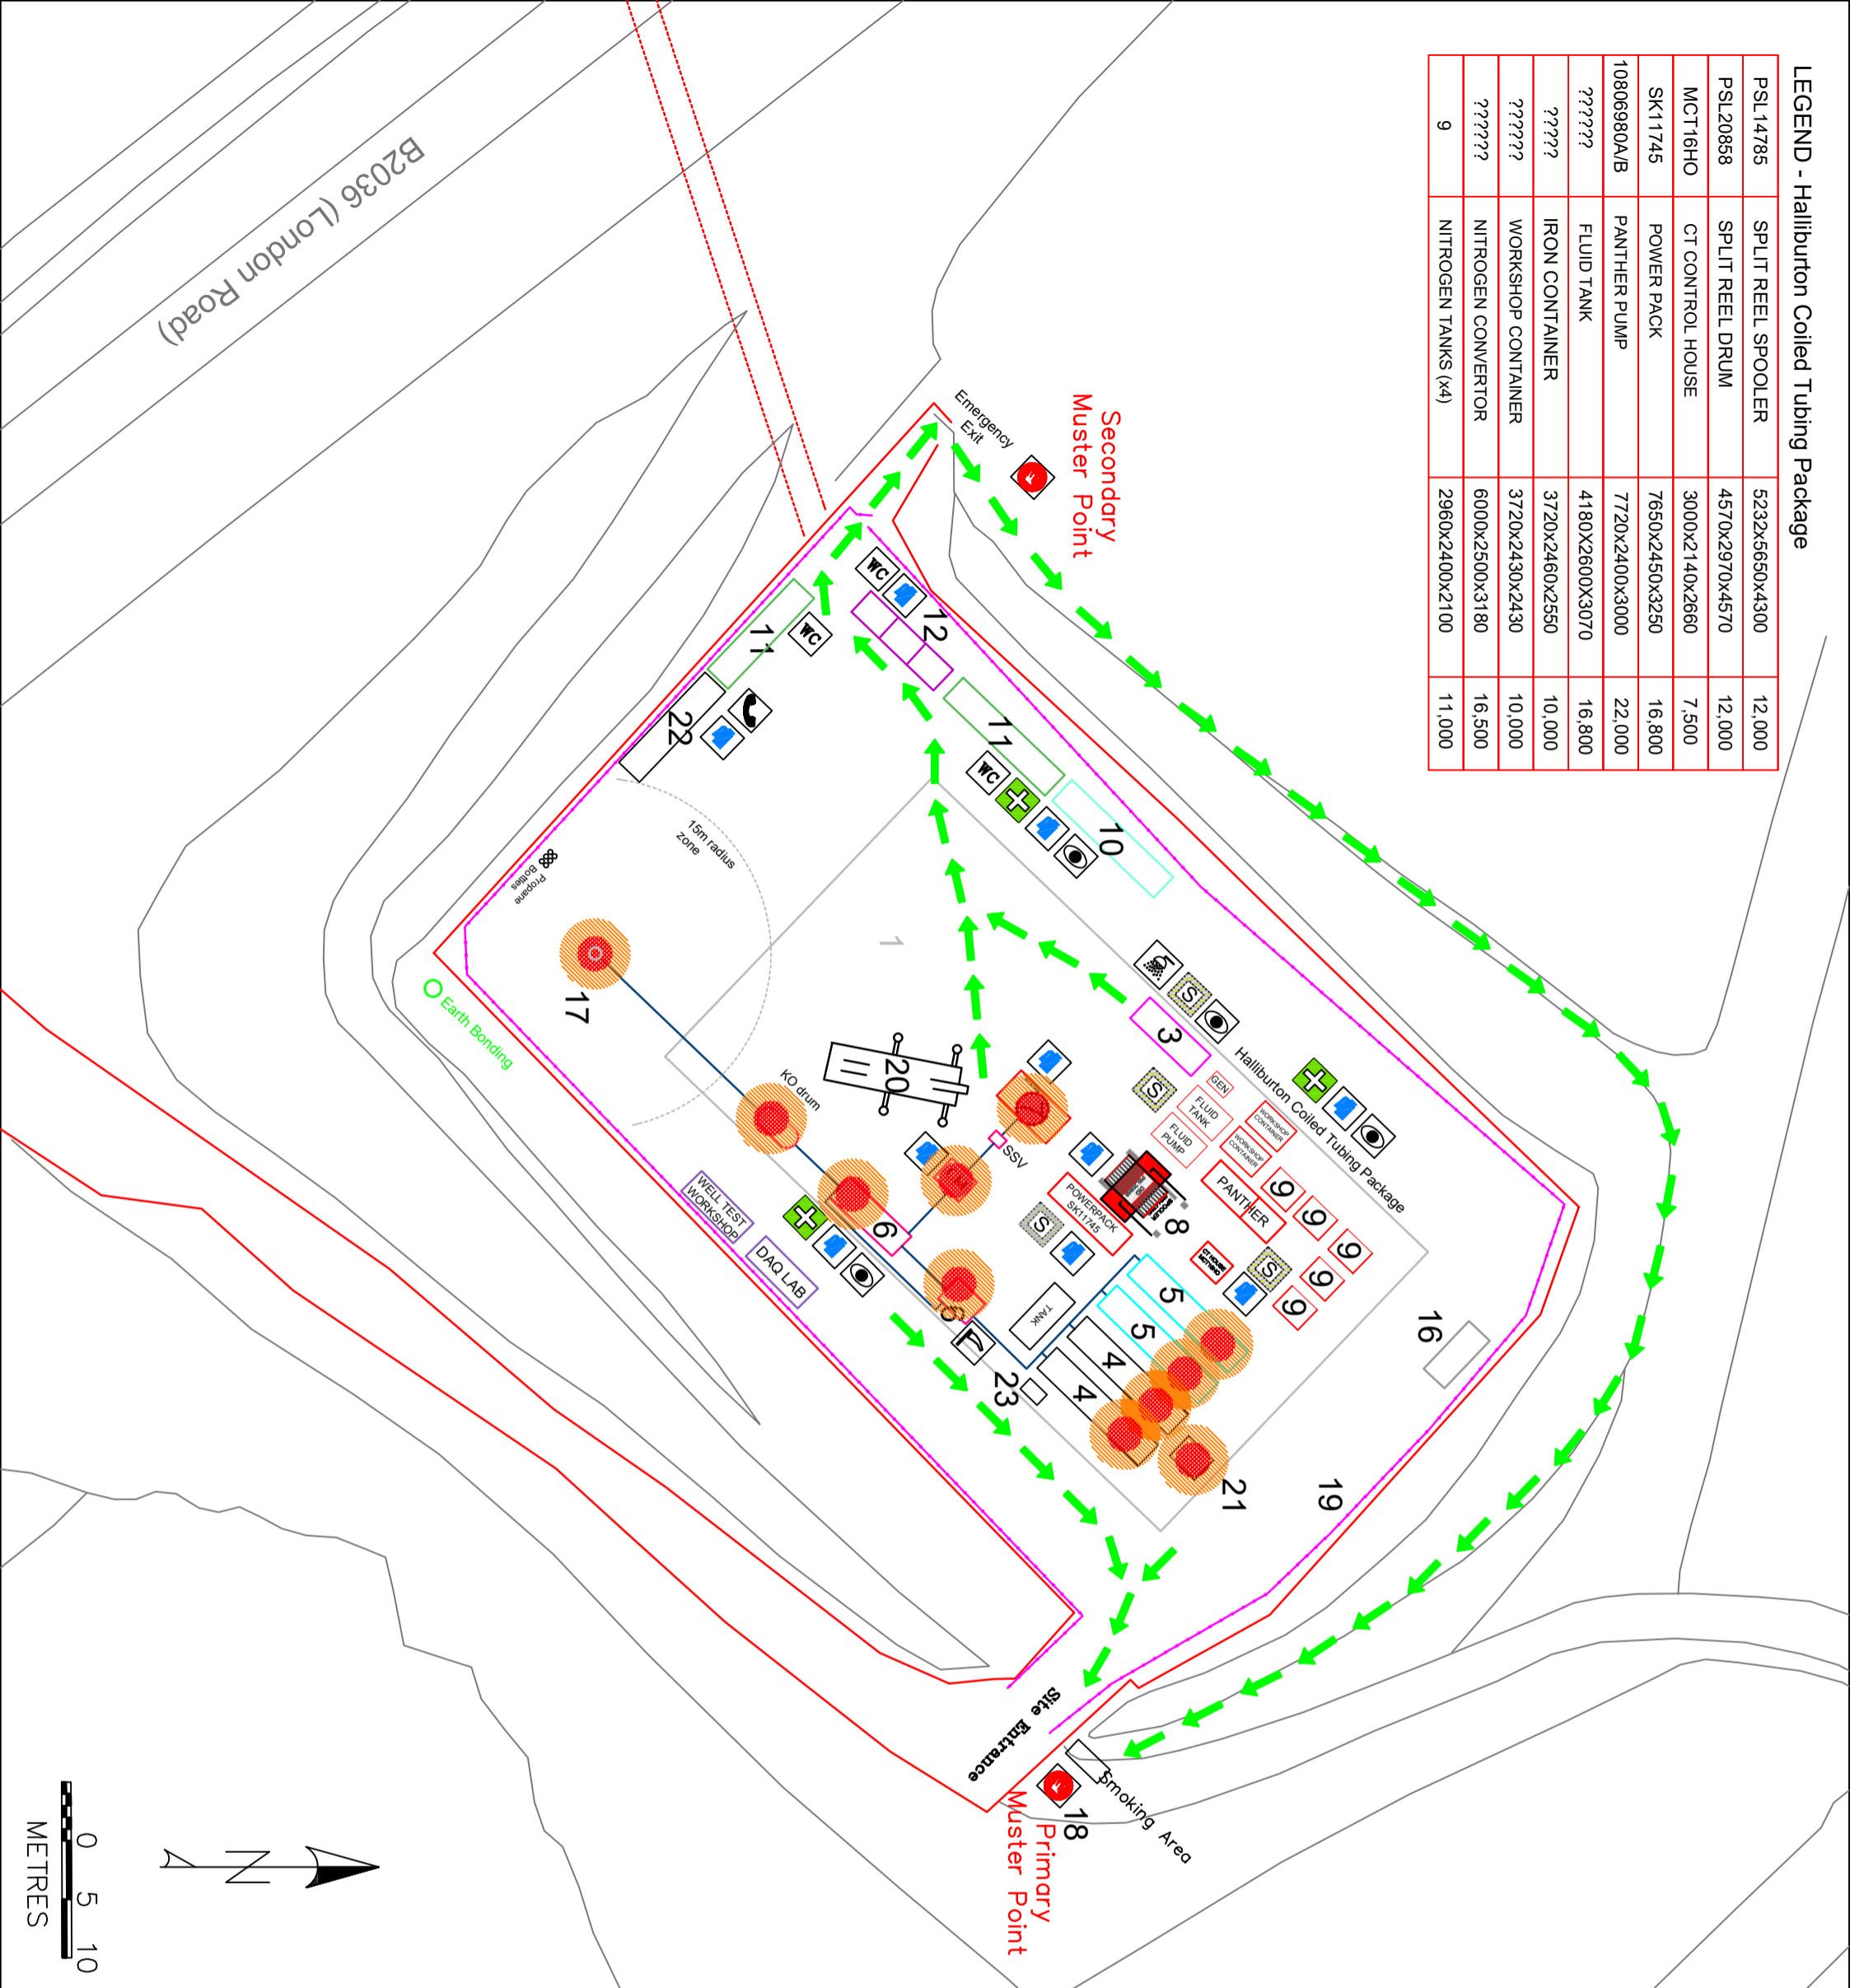 LEGEND - Halliburton Coiled Tubing Package
PSL14785 SPLIT REEL SPOOLER 5232x5650x4300 12,000
PSL20858 SPLIT REEL DRUM 4570x2970x4570 12,000
MCT16HO CT CONTROL HOUSE 3000x2140x2660 7,500
SK11745 POWER PACK 7650x2450x3250 16,800
10806980A/B PANTHER PUMP 7720x2400x3000 22,000
?????? FLUID TANK 4180X2600X3070 16,800
????? IRON CONTAINER 3720x2460x2550 10,000
?????? WORKSHOP CONTAINER 3720x2430x2430 10,000
?????? NITROGEN CONVERTOR 6000x2500x3180 16,500
9 NITROGEN TANKS (x4) 2960x2400x2100 11,000
B2036 (London Road)
Secondary
Muster Point
Emergency
Exit
WC
12
11
WC
22
11
WC
10
15m radius
zone
Propane
Bottles
1
17
Earth Bonding
KO drum
20
S
3
S
Halliburton Coiled Tubing Package
GEN
FLUID
TANK
FLUID
PUMP
WORKSHOP
CONTAINER
WORKSHOP
CONTAINER
PANTHER
9
9
9
9
9
7
SSV
POWERPACK
SK11745
8
S
CT HOUSE
MCT16HO
S
WELL TEST
WORKSHOP
DAQ LAB
6
TANK
5
5
4
4
23
16
21
19
Site Entrance
Smoking Area
18
Primary
Muster Point
N
0 5 10
METRES